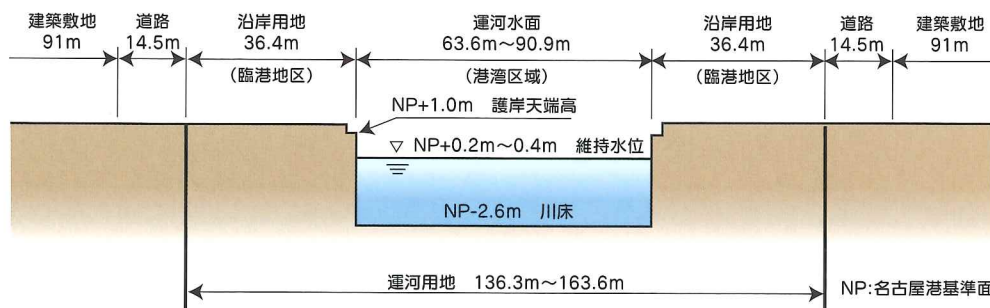 建築敷地 道路 沿岸用地 運河水面 沿岸用地 道路 建築敷地
91m 14.5m 36.4m 63.6m～90.9m 36.4m 14.5m 91m
(臨港地区) (港湾区域) (臨港地区)
NP+1.0m 護岸天端高
NP+0.2m～0.4m 維持水位
NP-2.6m 川床
運河用地 136.3m～163.6m
NP:名古屋港基準面